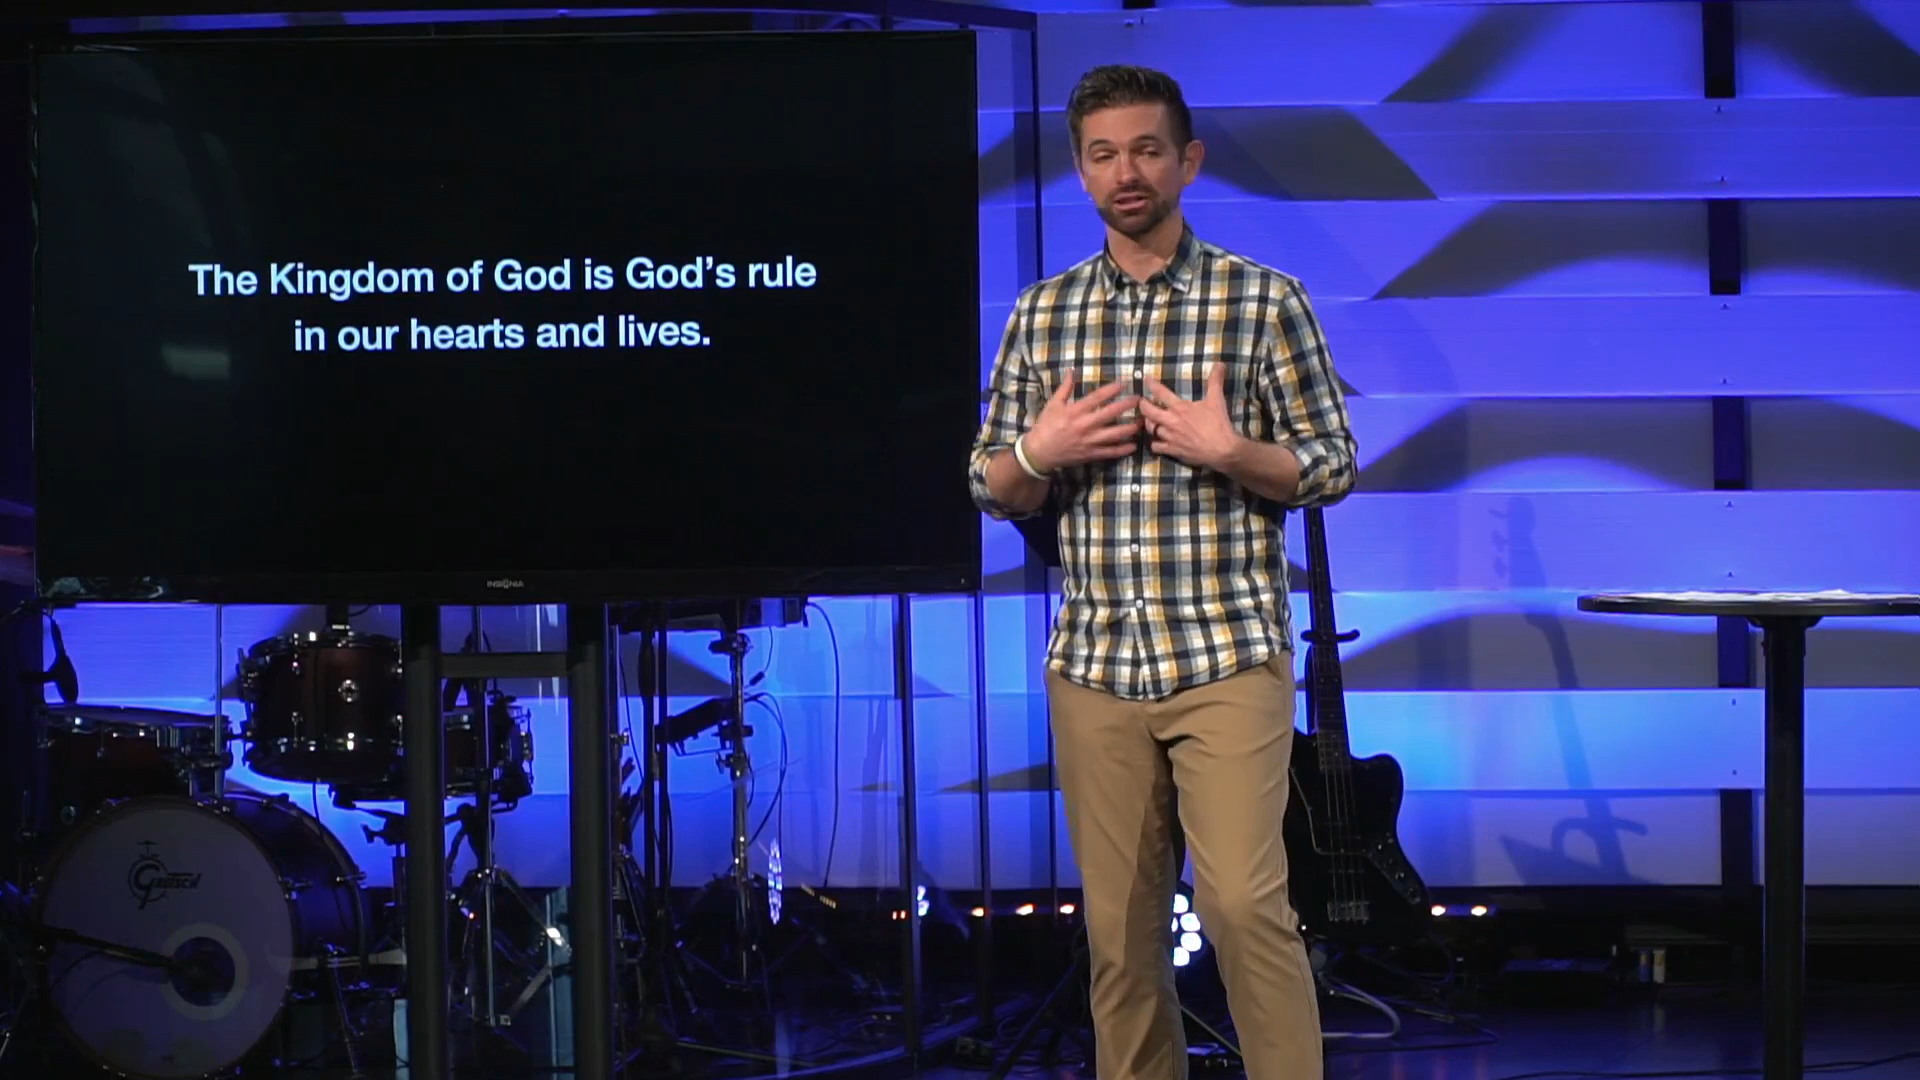 The Kingdom of God is God's rule
in our hearts and lives.
INSIGNIA
Gretsch